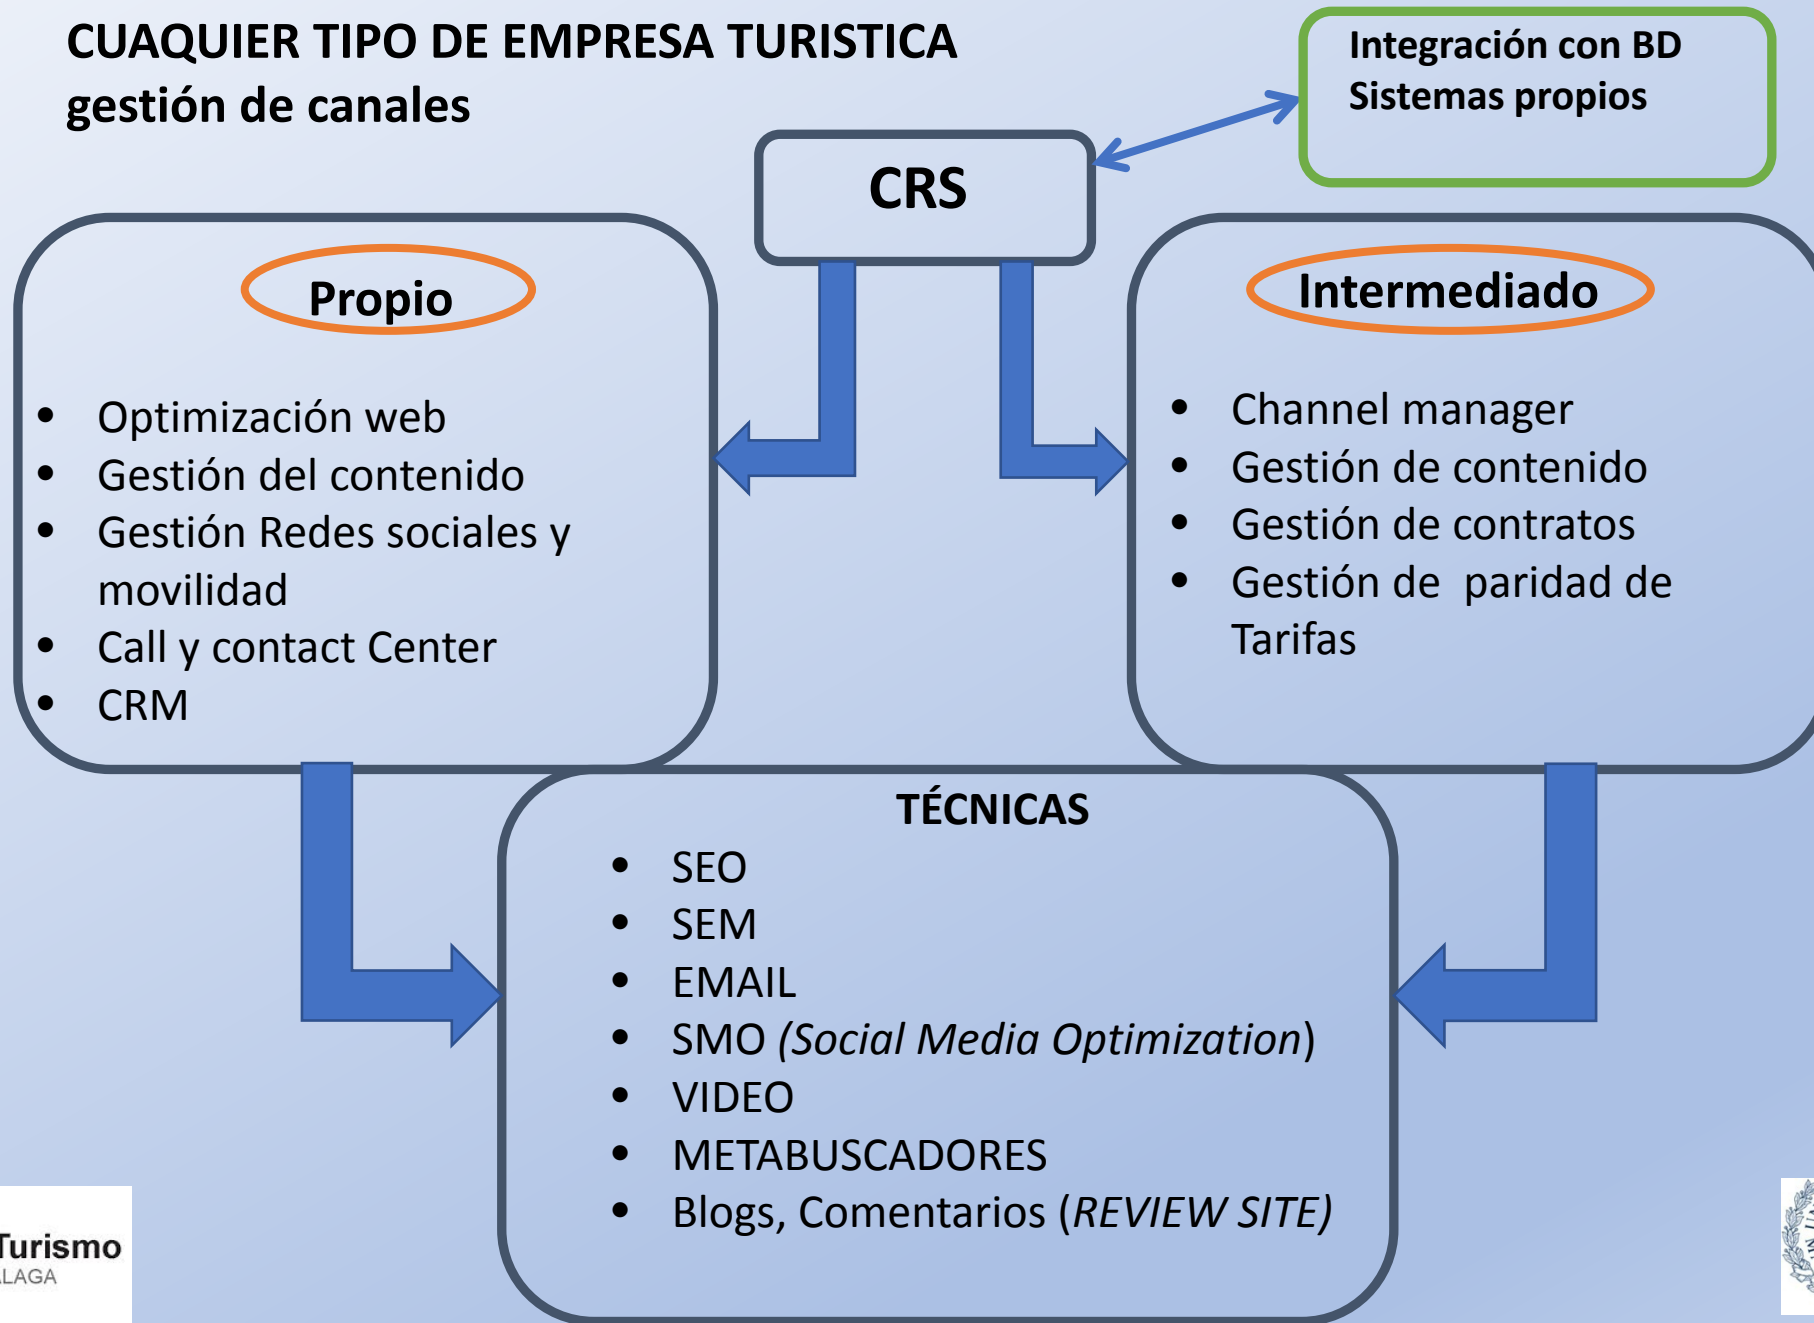 CUAQUIER TIPO DE EMPRESA TURISTICA
gestión de canales
Integración con BD
Sistemas propios
CRS
Propio
• Optimización web
• Gestión del contenido
• Gestión Redes sociales y
movilidad
• Call y contact Center
• CRM
Intermediado
• Channel manager
• Gestión de contenido
• Gestión de contratos
• Gestión de paridad de
Tarifas
TÉCNICAS
• SEO
• SEM
• EMAIL
• SMO (Social Media Optimization)
• VIDEO
• METABUSCADORES
• Blogs, Comentarios (REVIEW SITE)
Turismo